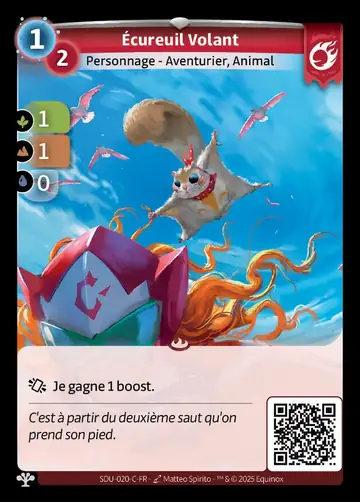 1
Écureuil Volant
2
Personnage - Aventurier, Animal
1
1
0
Je gagne 1 boost.
C'est à partir du deuxième saut qu'on
prend son pied.
SDU-020-C-FR - Matteo Spirito - ™ & © 2025 Equinox